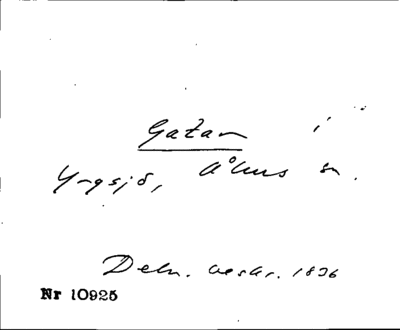 Gatan i
Yngsjö, Åhus sn.
Deln. beskr. 1836
Nr 10925